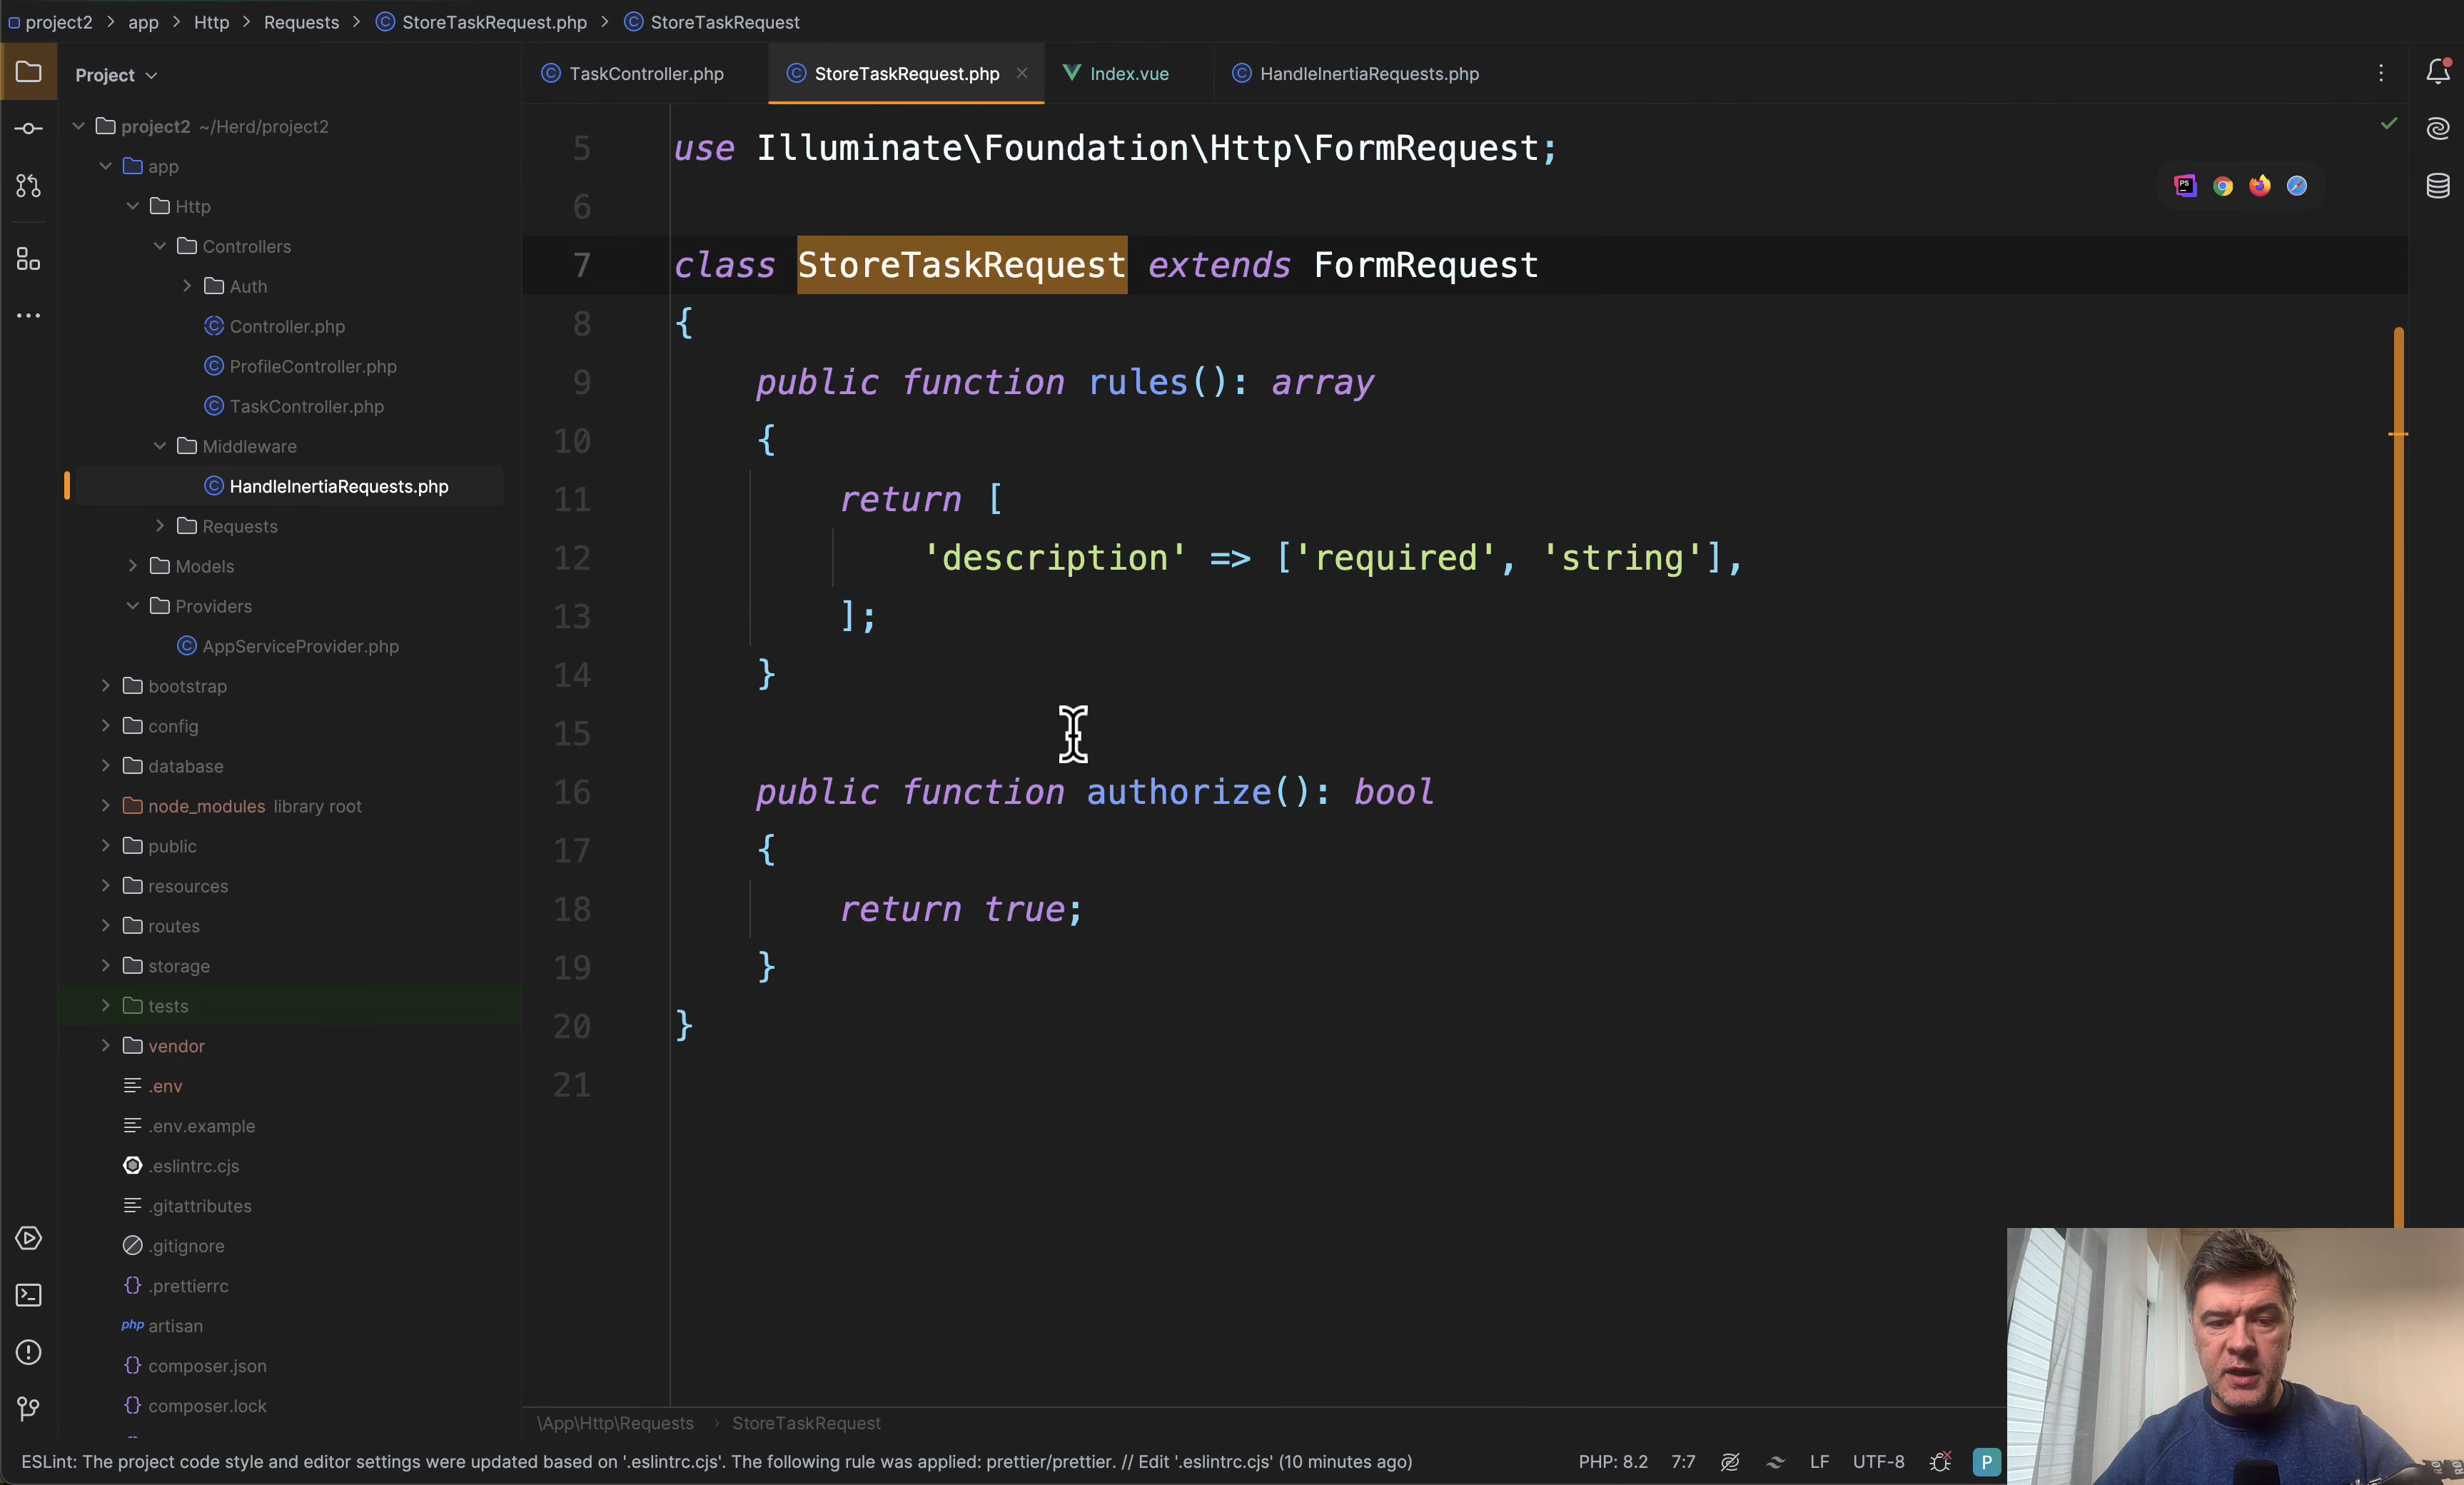 project2 > app > Http > Requests > StoreTaskRequest.php > StoreTaskRequest
Project
TaskController.php
StoreTaskRequest.php
Index.vue
HandleInertiaRequests.php
project2 ~/Herd/project2
app
Http
Controllers
Auth
Controller.php
ProfileController.php
TaskController.php
Middleware
HandleInertiaRequests.php
Requests
Models
Providers
AppServiceProvider.php
bootstrap
config
database
node_modules library root
public
resources
routes
storage
tests
vendor
.env
.env.example
.eslintrc.cjs
.gitattributes
.gitignore
.prettierrc
php artisan
composer.json
composer.lock
5 use Illuminate\Foundation\Http\FormRequest;
6
7 class StoreTaskRequest extends FormRequest
8 {
9 public function rules(): array
10 {
11 return [
12 'description' => ['required', 'string'],
13 ];
14 }
15
16 public function authorize(): bool
17 {
18 return true;
19 }
20 }
21
PS
\App\Http\Requests > StoreTaskRequest
ESLint: The project code style and editor settings were updated based on '.eslintrc.cjs'. The following rule was applied: prettier/prettier. // Edit '.eslintrc.cjs' (10 minutes ago)
PHP: 8.2 7:7 LF UTF-8 P